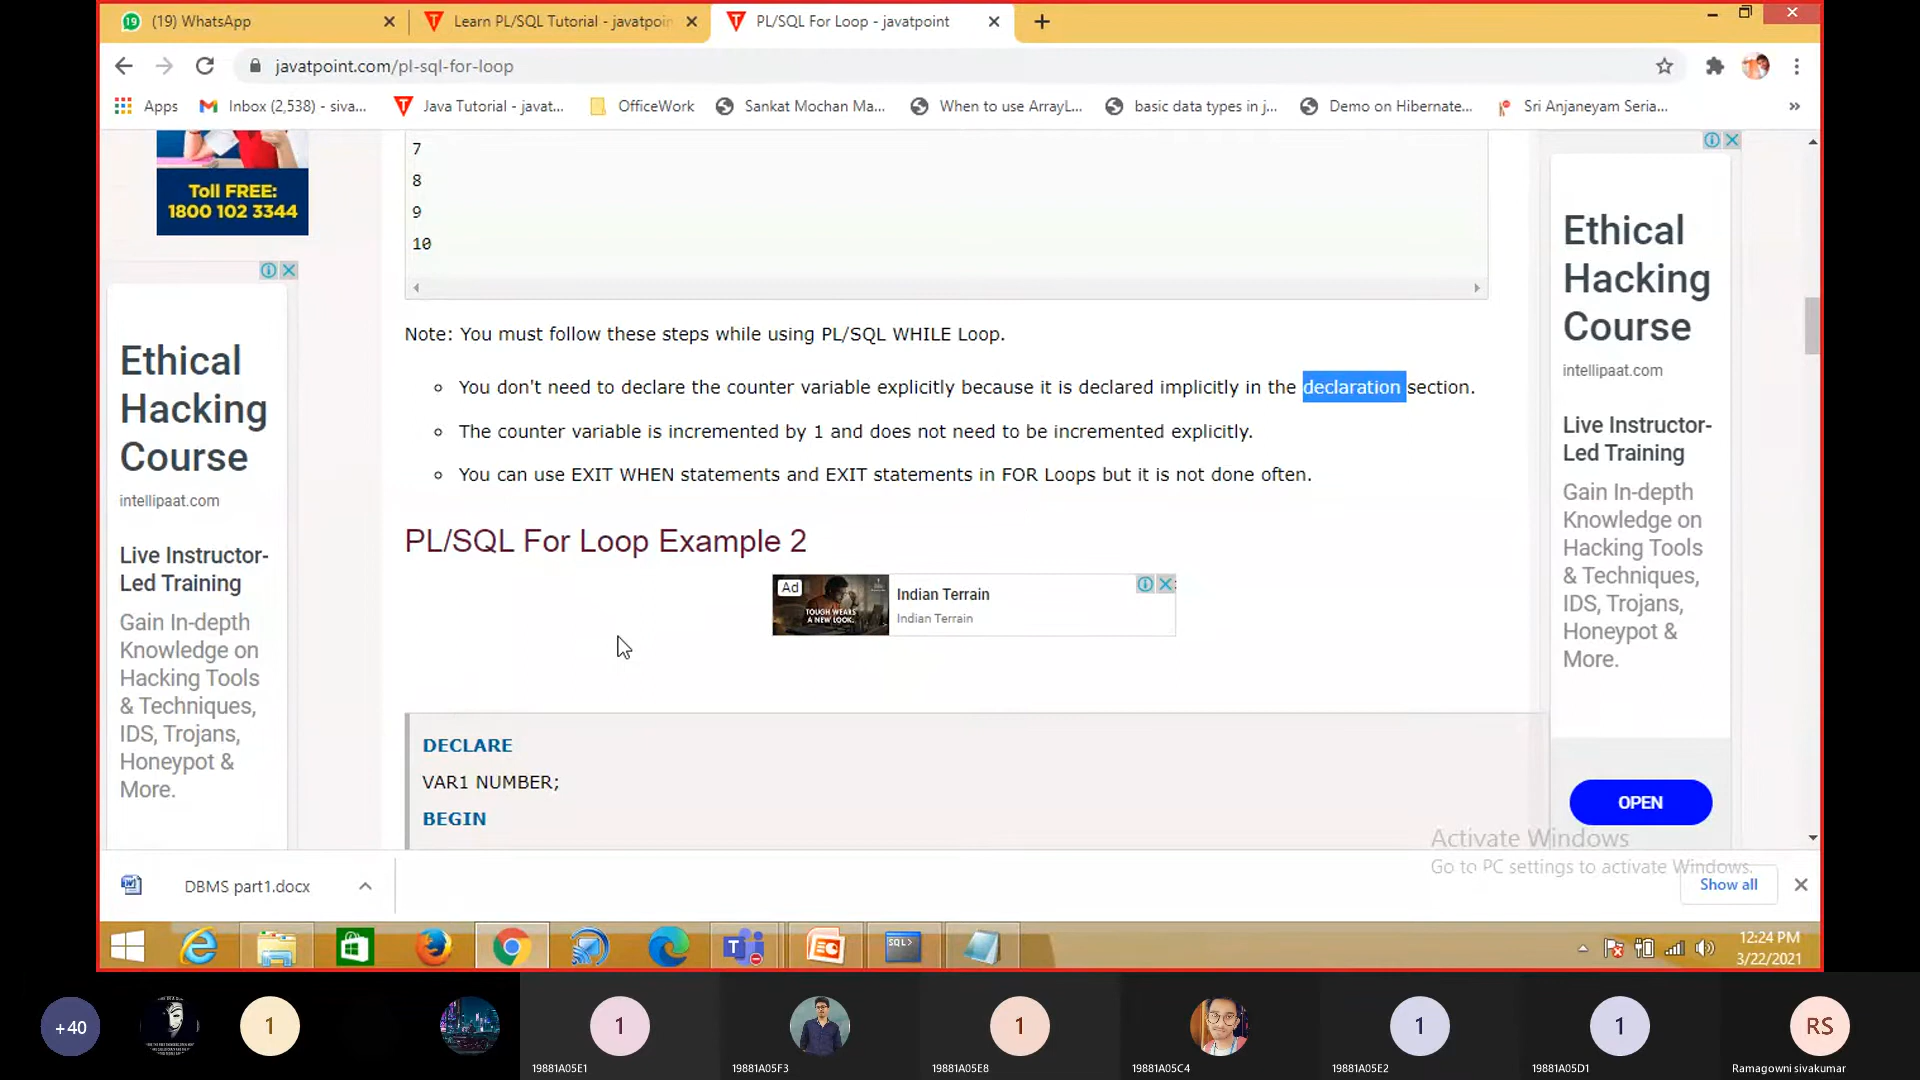 19
(19) WhatsApp
Learn PL/SQL Tutorial - javatpoin
PL/SQL For Loop - javatpoint
javatpoint.com/pl-sql-for-loop
Apps
Inbox (2,538) - siva...
Java Tutorial - javat...
OfficeWork
Sankat Mochan Ma...
When to use ArrayL...
basic data types in j...
Demo on Hibernate...
Sri Anjaneyam Seria...
»
Toll FREE:
1800 102 3344
7
8
9
10
Note: You must follow these steps while using PL/SQL WHILE Loop.
You don't need to declare the counter variable explicitly because it is declared implicitly in the declaration section.
The counter variable is incremented by 1 and does not need to be incremented explicitly.
You can use EXIT WHEN statements and EXIT statements in FOR Loops but it is not done often.
PL/SQL For Loop Example 2
Ad
TOUGH WEARS
A NEW LOOK.
Indian Terrain
Indian Terrain
DECLARE
VAR1 NUMBER;
BEGIN
Ethical
Hacking
Course
intellipaat.com
Live Instructor-
Led Training
Gain In-depth
Knowledge on
Hacking Tools
& Techniques,
IDS, Trojans,
Honeypot &
More.
Ethical
Hacking
Course
intellipaat.com
Live Instructor-
Led Training
Gain In-depth
Knowledge on
Hacking Tools
& Techniques,
IDS, Trojans,
Honeypot &
More.
OPEN
Activate Windows
Go to PC settings to activate Windows.
DBMS part1.docx
Show all
SQL>
12:24 PM
3/22/2021
+40
1
1
19881A05E1
19881A05F3
1
19881A05E8
19881A05C4
1
19881A05E2
1
19881A05D1
RS
Ramagowni sivakumar